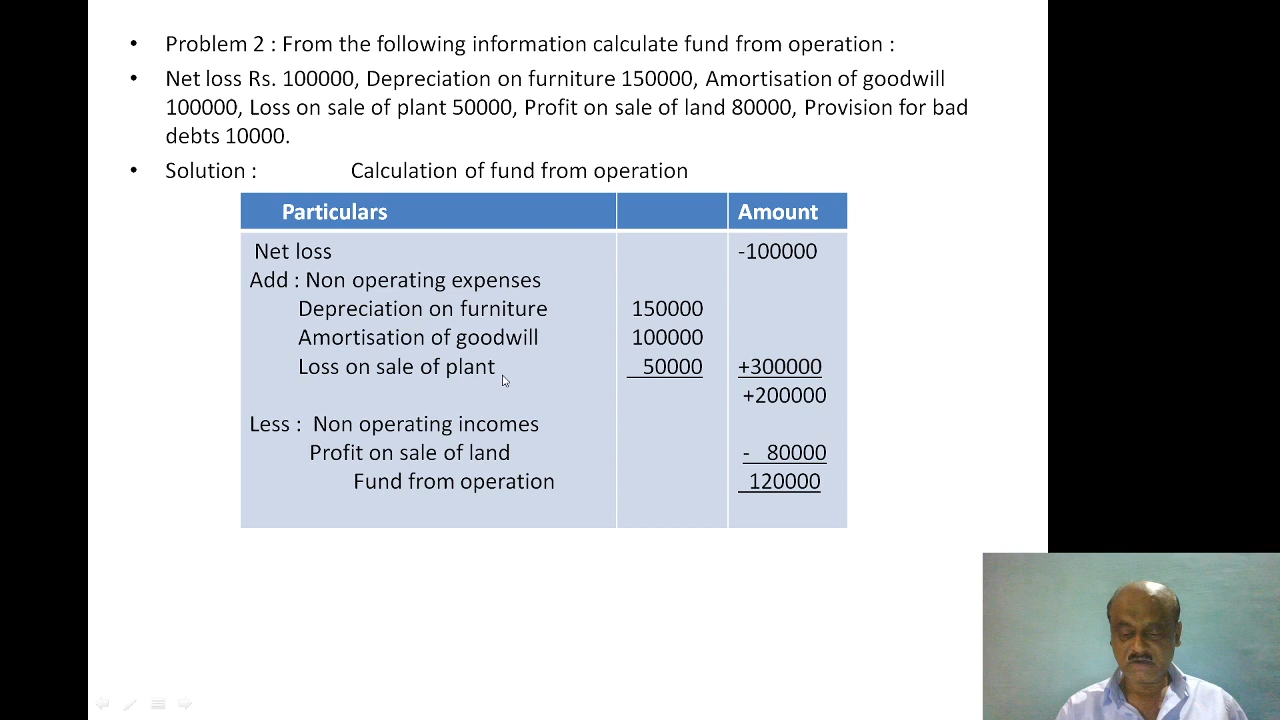 • Problem 2 : From the following information calculate fund from operation :
• Net loss Rs. 100000, Depreciation on furniture 150000, Amortisation of goodwill
100000, Loss on sale of plant 50000, Profit on sale of land 80000, Provision for bad
debts 10000.
• Solution : Calculation of fund from operation
Particulars Amount
Net loss -100000
Add : Non operating expenses
Depreciation on furniture 150000
Amortisation of goodwill 100000
Loss on sale of plant 50000 +300000
+200000
Less : Non operating incomes
Profit on sale of land - 80000
Fund from operation 120000